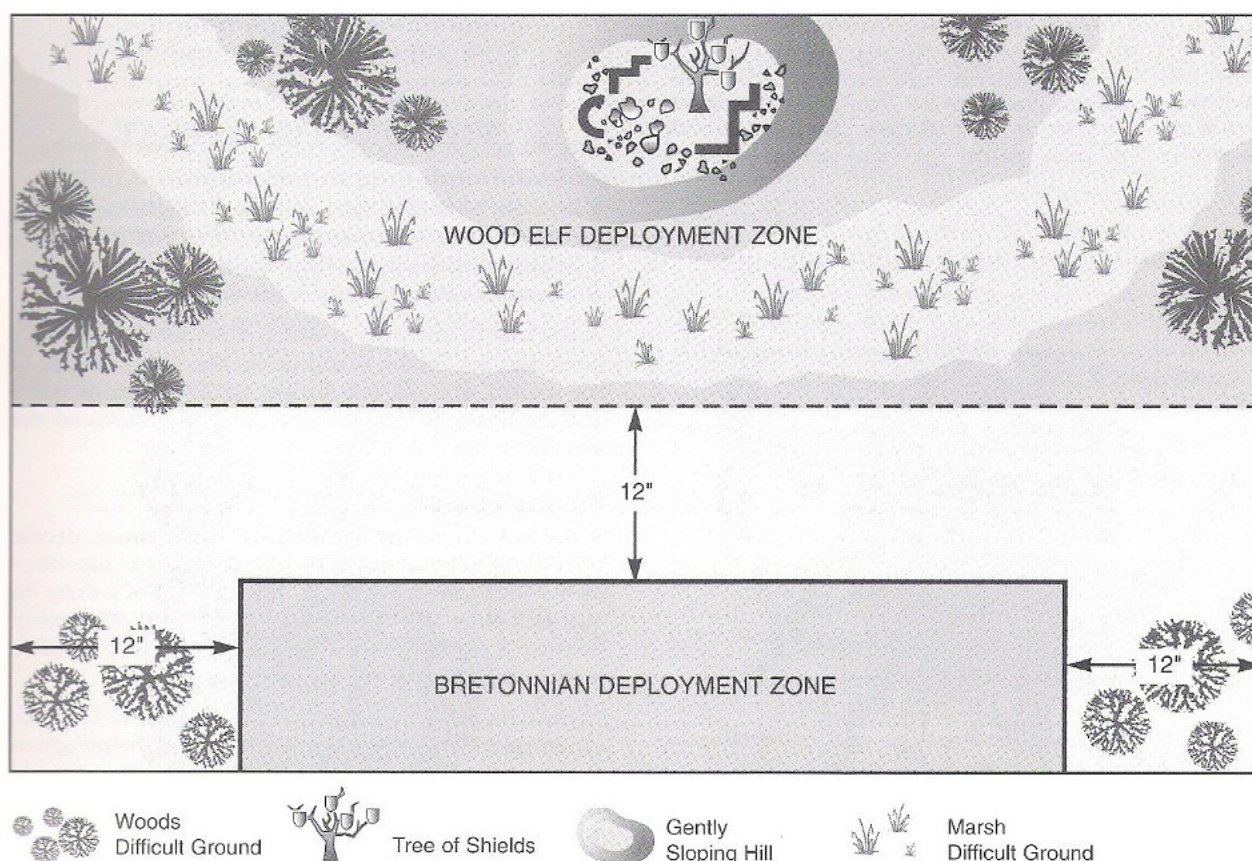 WOOD ELF DEPLOYMENT ZONE
12"
12"
12"
BRETONNIAN DEPLOYMENT ZONE
Woods
Difficult Ground
Tree of Shields
Gently
Sloping Hill
Marsh
Difficult Ground